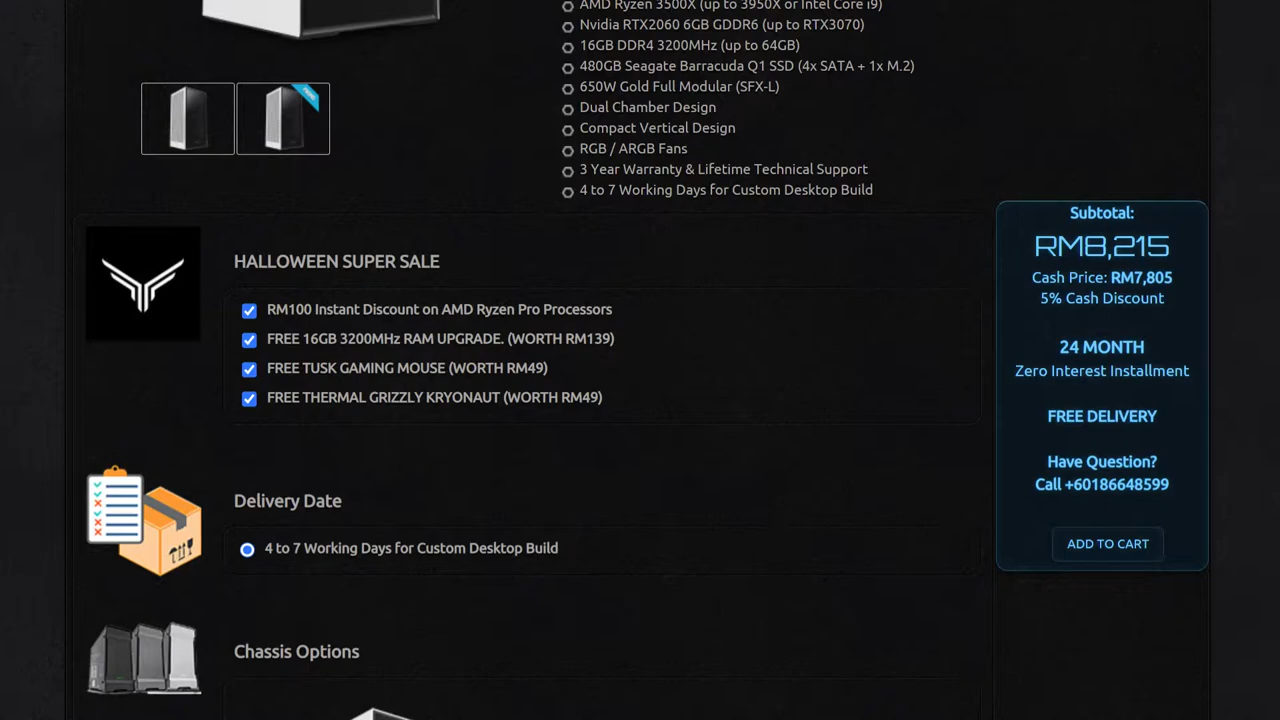 AMD Ryzen 3500X (up to 3950X or Intel Core i9)
Nvidia RTX2060 6GB GDDR6 (up to RTX3070)
16GB DDR4 3200MHz (up to 64GB)
480GB Seagate Barracuda Q1 SSD (4x SATA + 1x M.2)
650W Gold Full Modular (SFX-L)
Dual Chamber Design
Compact Vertical Design
RGB / ARGB Fans
3 Year Warranty & Lifetime Technical Support
4 to 7 Working Days for Custom Desktop Build
HALLOWEEN SUPER SALE
RM100 Instant Discount on AMD Ryzen Pro Processors
FREE 16GB 3200MHz RAM UPGRADE. (WORTH RM139)
FREE TUSK GAMING MOUSE (WORTH RM49)
FREE THERMAL GRIZZLY KRYONAUT (WORTH RM49)
Delivery Date
4 to 7 Working Days for Custom Desktop Build
Chassis Options
Subtotal:
RM8,215
Cash Price: RM7,805
5% Cash Discount
24 MONTH
Zero Interest Installment
FREE DELIVERY
Have Question?
Call +60186648599
ADD TO CART